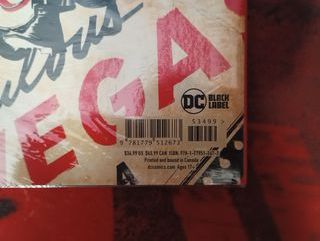 ulous
VEGA
DC
BLACK
LABEL
53499>
9 781779 512673
$34.99 US $45.99 CAN ISBN: 978-1-77951-267-3
Printed and bound in Canada
dccomics.com Ages 17+